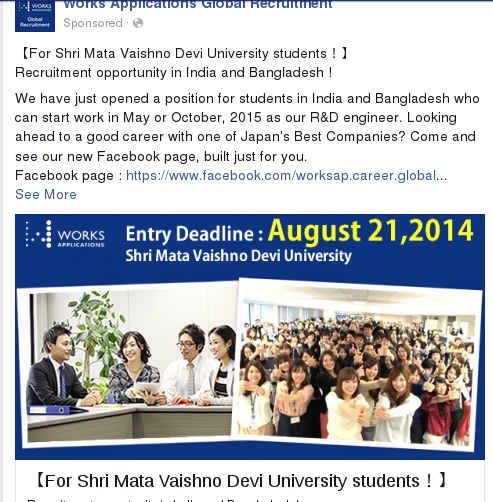 WORKS
APPLICATIONS
Global
Recruitment
Works Applications Global Recruitment
Sponsored ·
【For Shri Mata Vaishno Devi University students！】
Recruitment opportunity in India and Bangladesh！
We have just opened a position for students in India and Bangladesh who
can start work in May or October, 2015 as our R&D engineer. Looking
ahead to a good career with one of Japan's Best Companies? Come and
see our new Facebook page, built just for you.
Facebook page : https://www.facebook.com/worksap.career.global...
See More
WORKS
APPLICATIONS
Entry Deadline : August 21,2014
Shri Mata Vaishno Devi University
【For Shri Mata Vaishno Devi University students！】